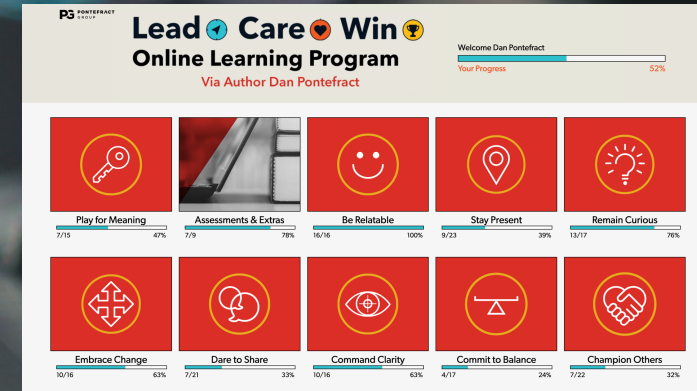 PG PONTEFRACT
GROUP
Lead Care Win
Online Learning Program
Via Author Dan Pontefract
Welcome Dan Pontefract
Your Progress 52%
Play for Meaning
7/15 47%
Assessments & Extras
7/9 78%
Be Relatable
16/16 100%
Stay Present
9/23 39%
Remain Curious
13/17 76%
Embrace Change
10/16 63%
Dare to Share
7/21 33%
Command Clarity
10/16 63%
Commit to Balance
4/17 24%
Champion Others
7/22 32%